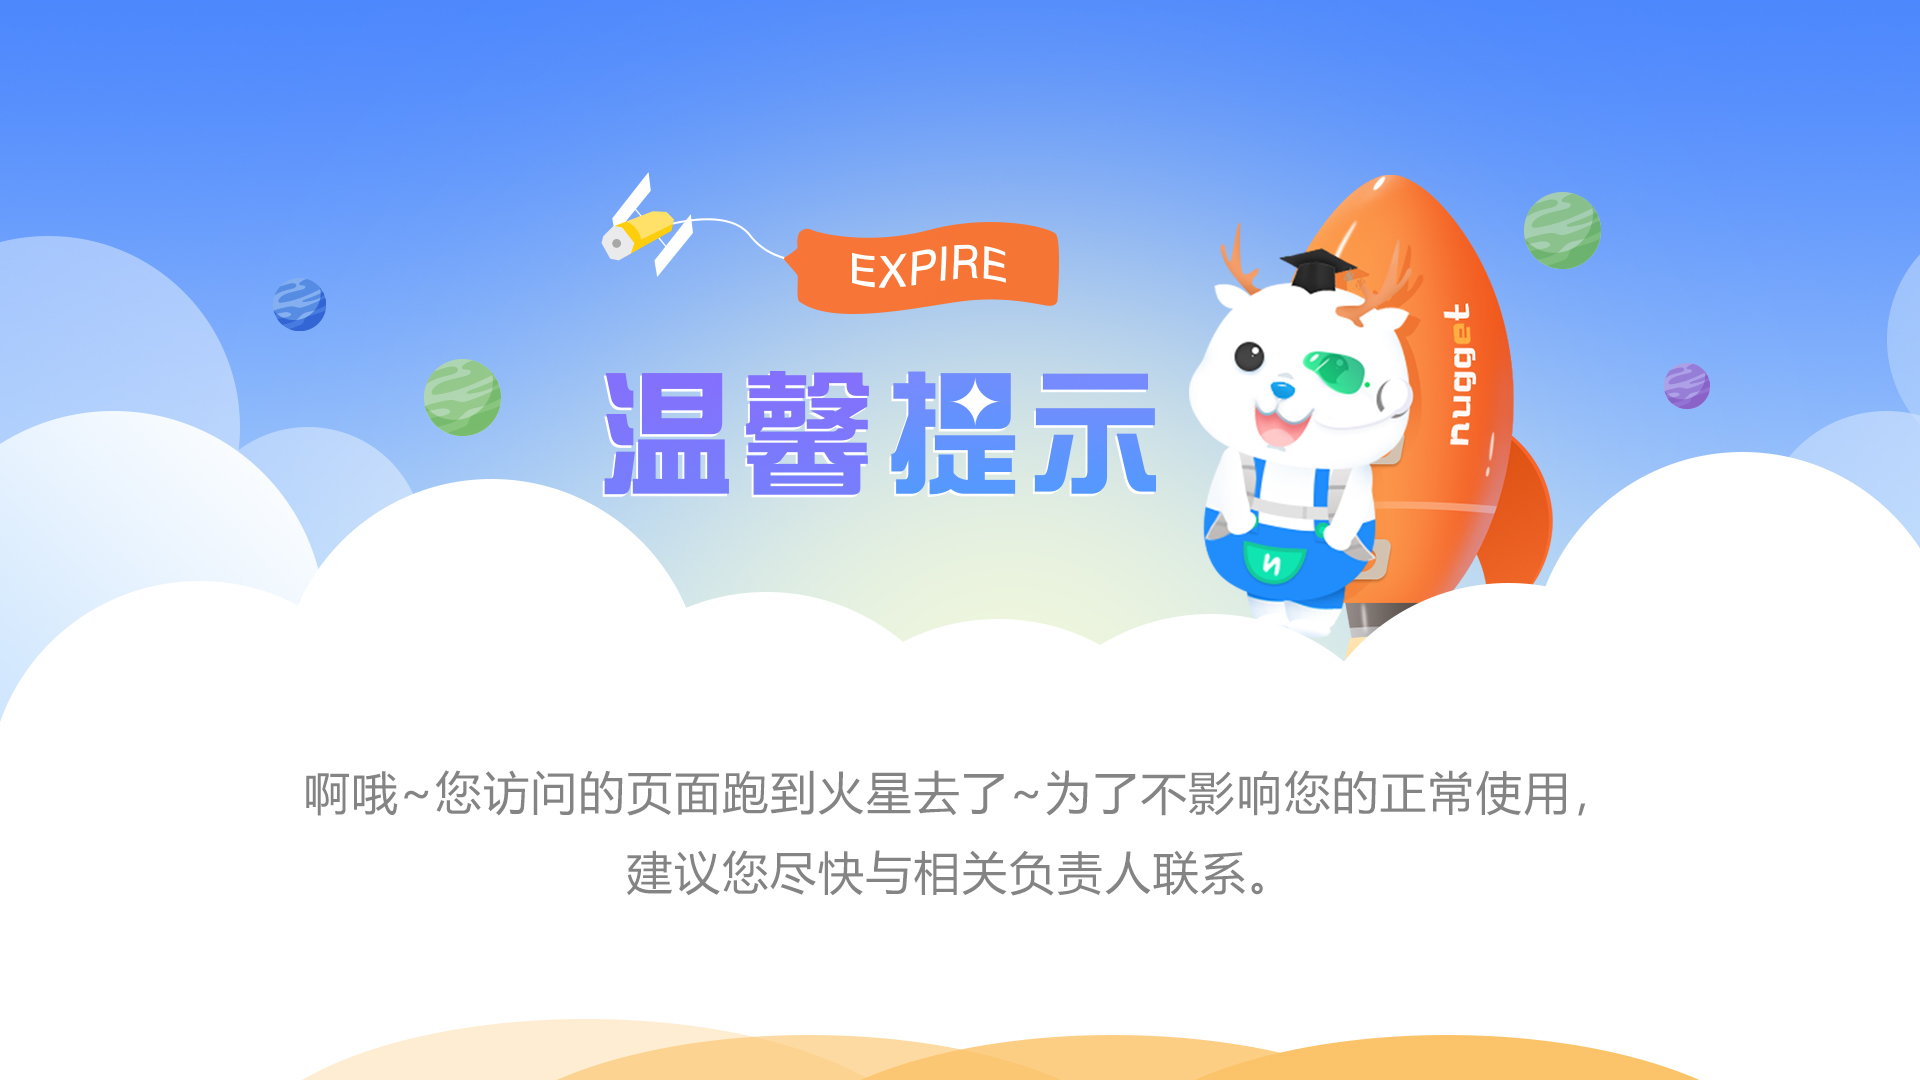 EXPIRE
温馨提示
nugget
n
啊哦~您访问的页面跑到火星去了~为了不影响您的正常使用，
建议您尽快与相关负责人联系。